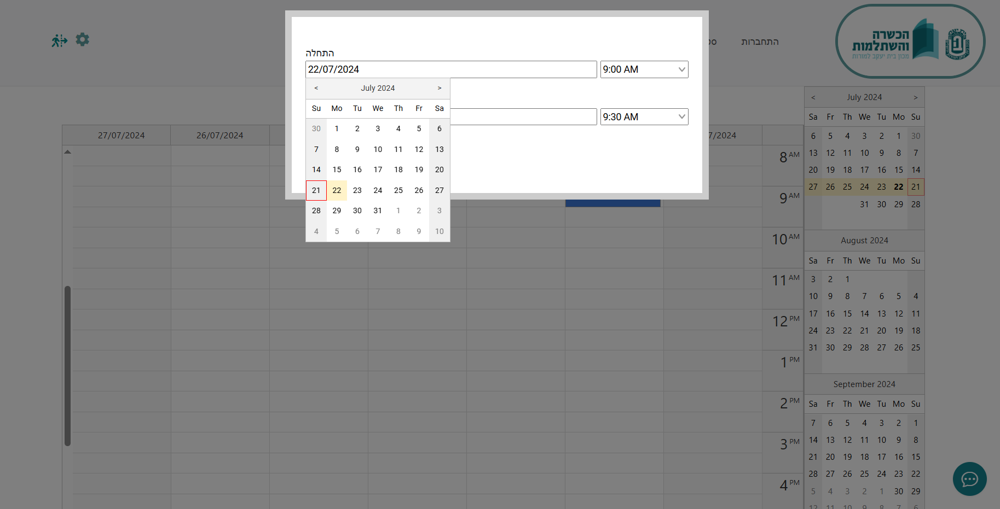 הכשרה
והשתלמות
מכון בית יעקב למורות
התחברות
התחלה
22/07/2024
9:00 AM
9:30 AM
< July 2024 >
Su Mo Tu We Th Fr Sa
30 1 2 3 4 5 6
7 8 9 10 11 12 13
14 15 16 17 18 19 20
21 22 23 24 25 26 27
28 29 30 31 1 2 3
4 5 6 7 8 9 10
27/07/2024 26/07/2024
8 AM
9 AM
10 AM
11 AM
12 PM
1 PM
2 PM
3 PM
4 PM
< July 2024 >
Sa Fr Th We Tu Mo Su
6 5 4 3 2 1 30
13 12 11 10 9 8 7
20 19 18 17 16 15 14
27 26 25 24 23 22 21
31 30 29 28
August 2024
Sa Fr Th We Tu Mo Su
3 2 1
10 9 8 7 6 5 4
17 16 15 14 13 12 11
24 23 22 21 20 19 18
31 30 29 28 27 26 25
September 2024
Sa Fr Th We Tu Mo Su
7 6 5 4 3 2 1
14 13 12 11 10 9 8
21 20 19 18 17 16 15
28 27 26 25 24 23 22
5 4 3 2 1 30 29
12 11 10 9 8 7 6